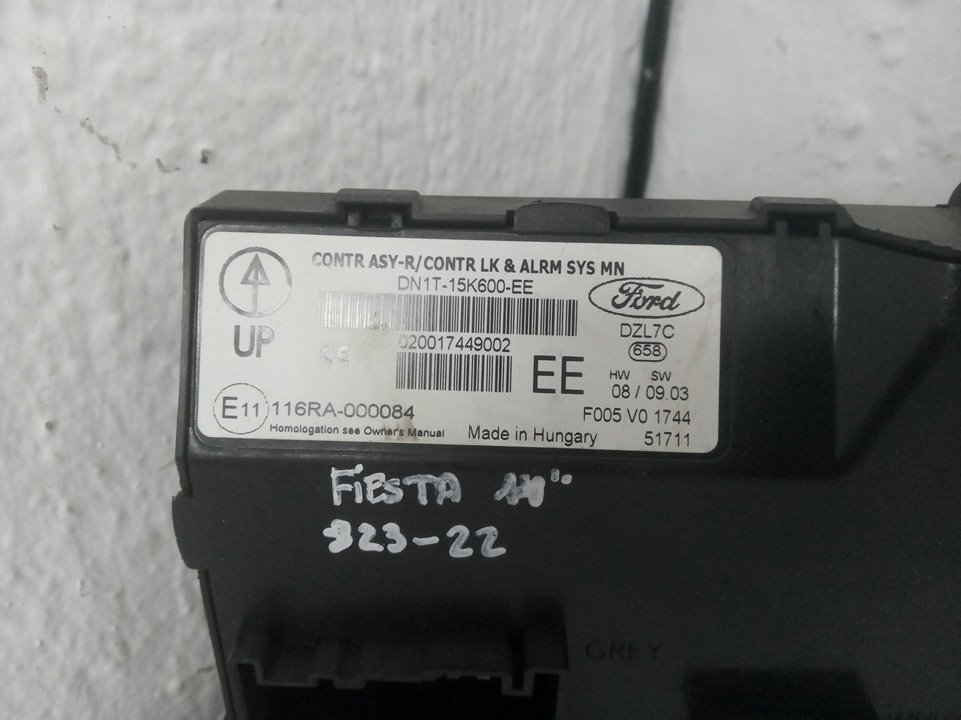 CONTR ASY-R/CONTR LK & ALRM SYS MN
DN1T-15K600-EE
Ford
DZL7C
658
UP
CE
020017449002
EE
HW SW
08 / 09.03
E11 116RA-000084
F005 V0 1744
Homologation see Owner's Manual
Made in Hungary
51711
FiESTA
323-22
GREY